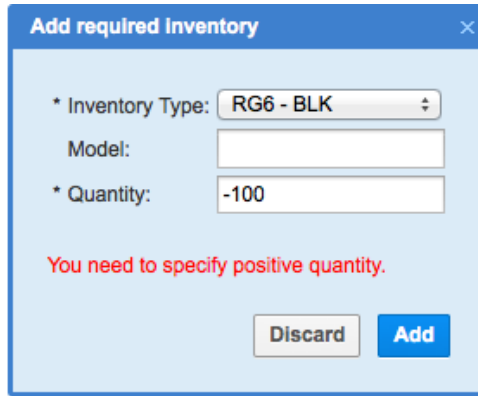 Add required inventory ×
* Inventory Type: RG6 - BLK
Model:
* Quantity: -100
You need to specify positive quantity.
Discard Add